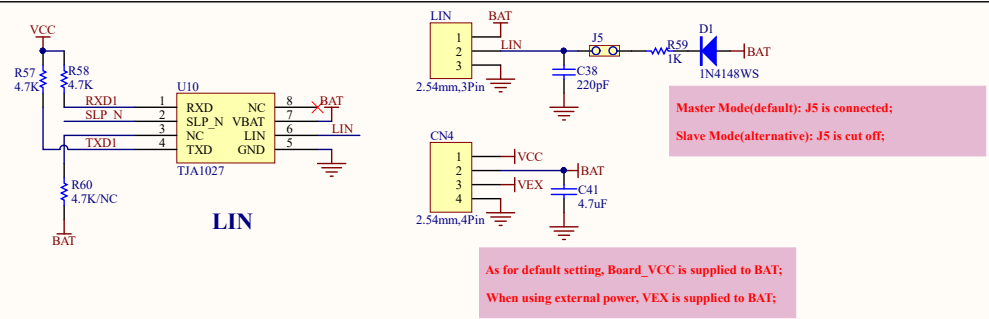 VCC
R57
4.7K
R58
4.7K
RXD1
SLP_N
TXD1
U10
1
2
3
4
RXD
SLP_N
NC
TXD
NC
VBAT
LIN
GND
8
7
6
5
BAT
LIN
TJA1027
R60
4.7K/NC
BAT
LIN
LIN
1
2
3
2.54mm,3Pin
BAT
LIN
C38
220pF
J5
R59
1K
D1
1N4148WS
BAT
Master Mode(default): J5 is connected;
Slave Mode(alternative): J5 is cut off;
CN4
1
2
3
4
2.54mm,4Pin
VCC
BAT
VEX
C41
4.7uF
As for default setting, Board_VCC is supplied to BAT;
When using external power, VEX is supplied to BAT;